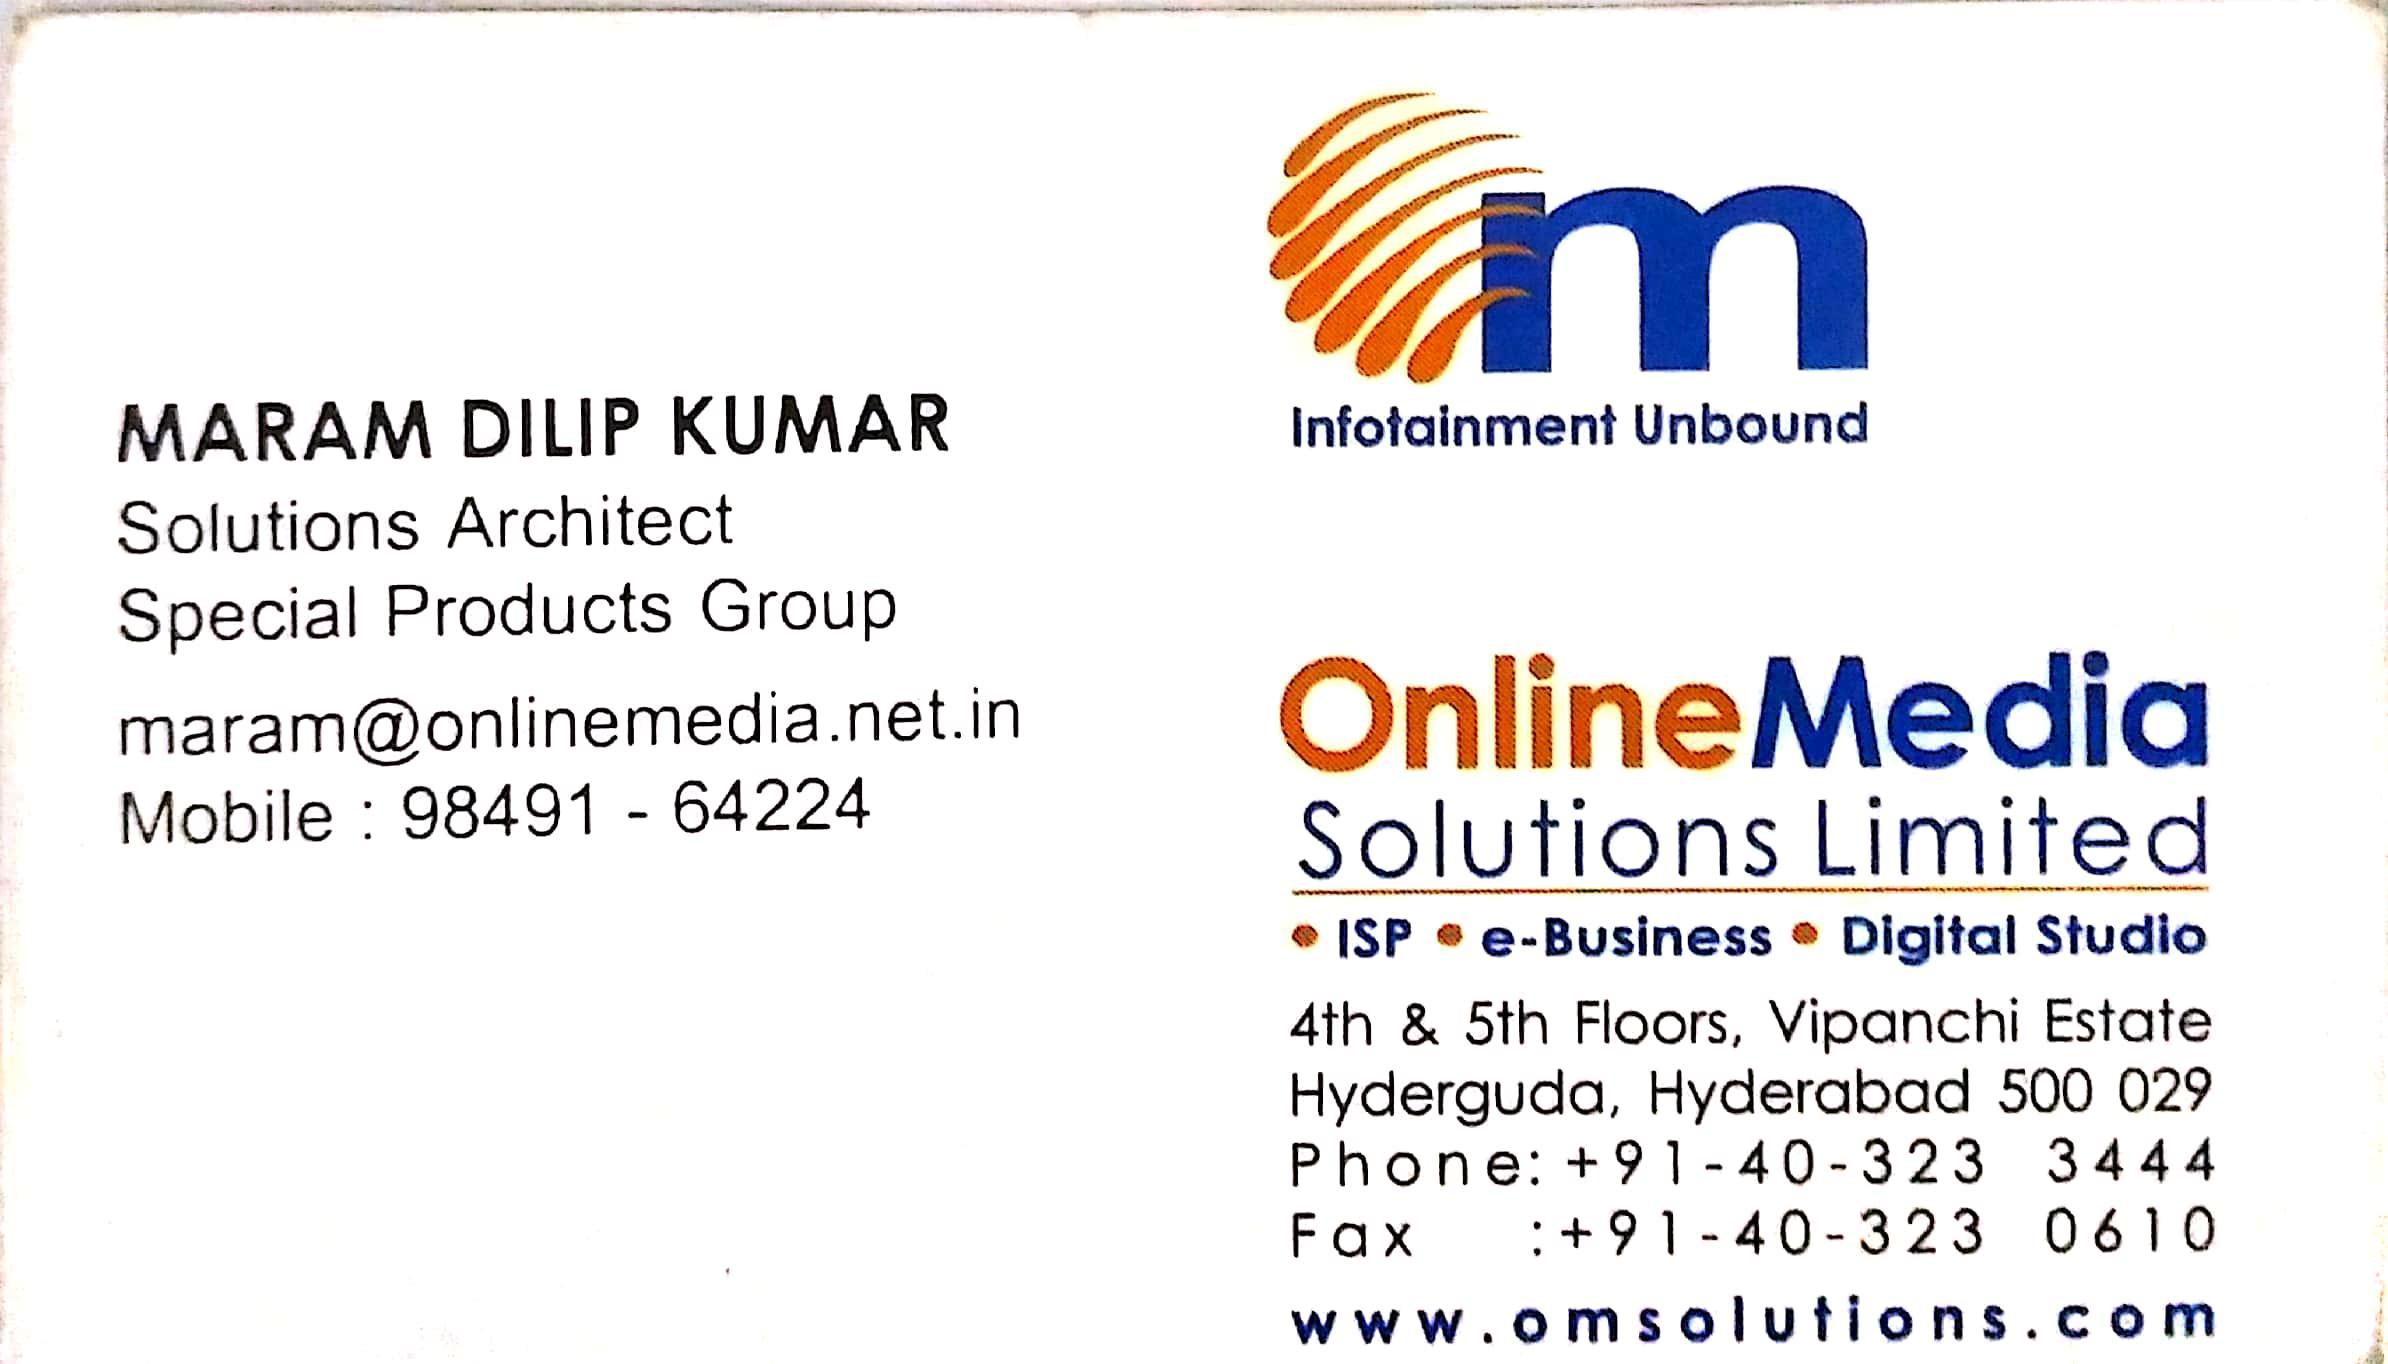 MARAM DILIP KUMAR
Solutions Architect
Special Products Group
maram@onlinemedia.net.in
Mobile : 98491 - 64224
m
Infotainment Unbound
OnlineMedia
Solutions Limited
• ISP • e-Business • Digital Studio
4th & 5th Floors, Vipanchi Estate
Hyderguda, Hyderabad 500 029
Phone: +91-40-323 3444
Fax :+91-40-323 0610
www.omsolutions.com